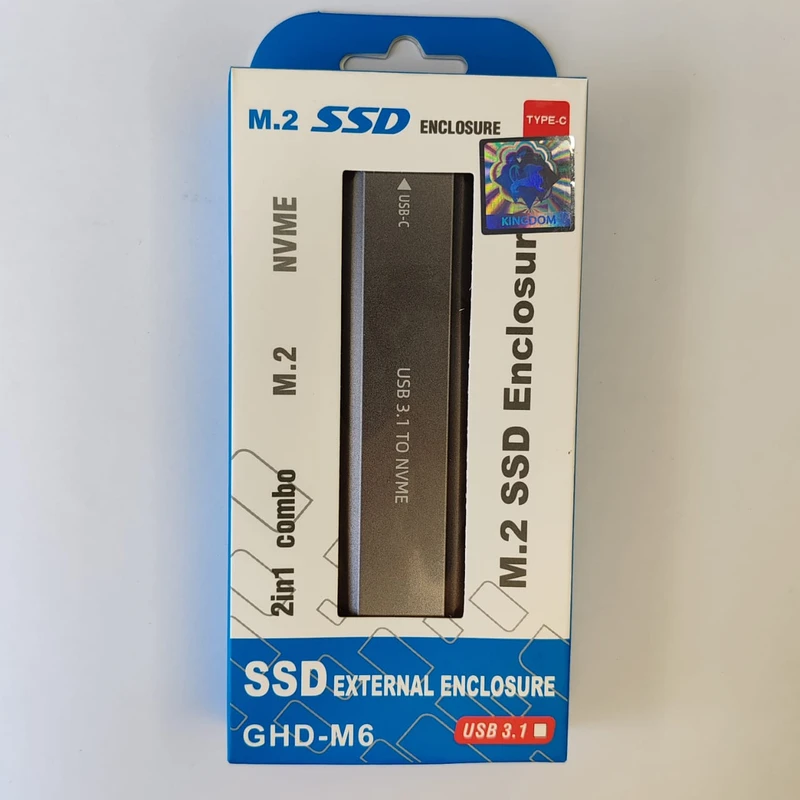 M.2 SSD ENCLOSURE
TYPE-C
KINGDOM
NVME
M.2
2in1 combo
USB-C
USB 3.1 TO NVME
M.2 SSD Enclosur
SSD EXTERNAL ENCLOSURE
GHD-M6
USB 3.1